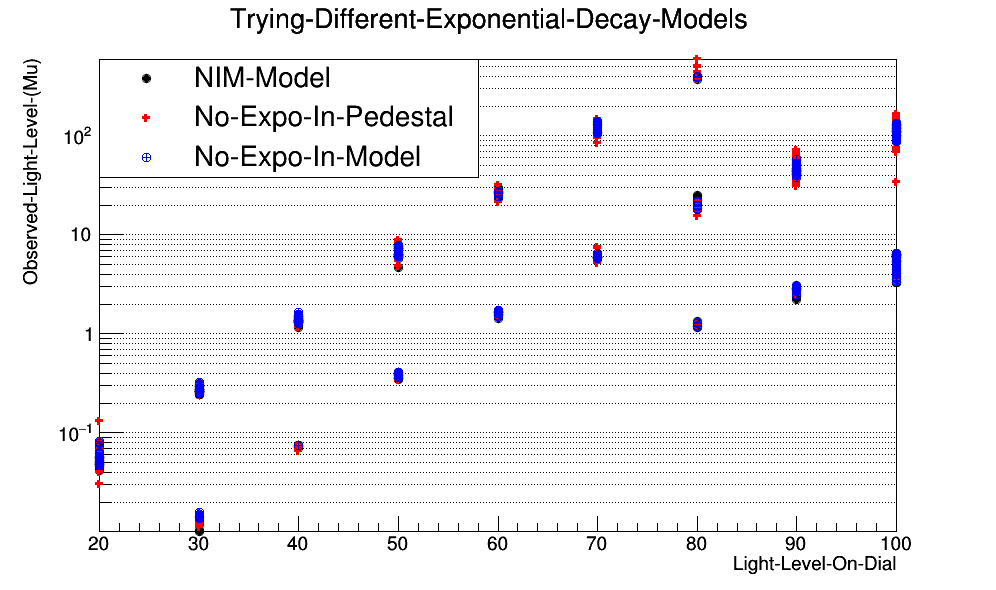 Trying-Different-Exponential-Decay-Models
Observed-Light-Level-(Mu)
NIM-Model
No-Expo-In-Pedestal
No-Expo-In-Model
10²
10
1
10⁻¹
20 30 40 50 60 70 80 90 100
Light-Level-On-Dial